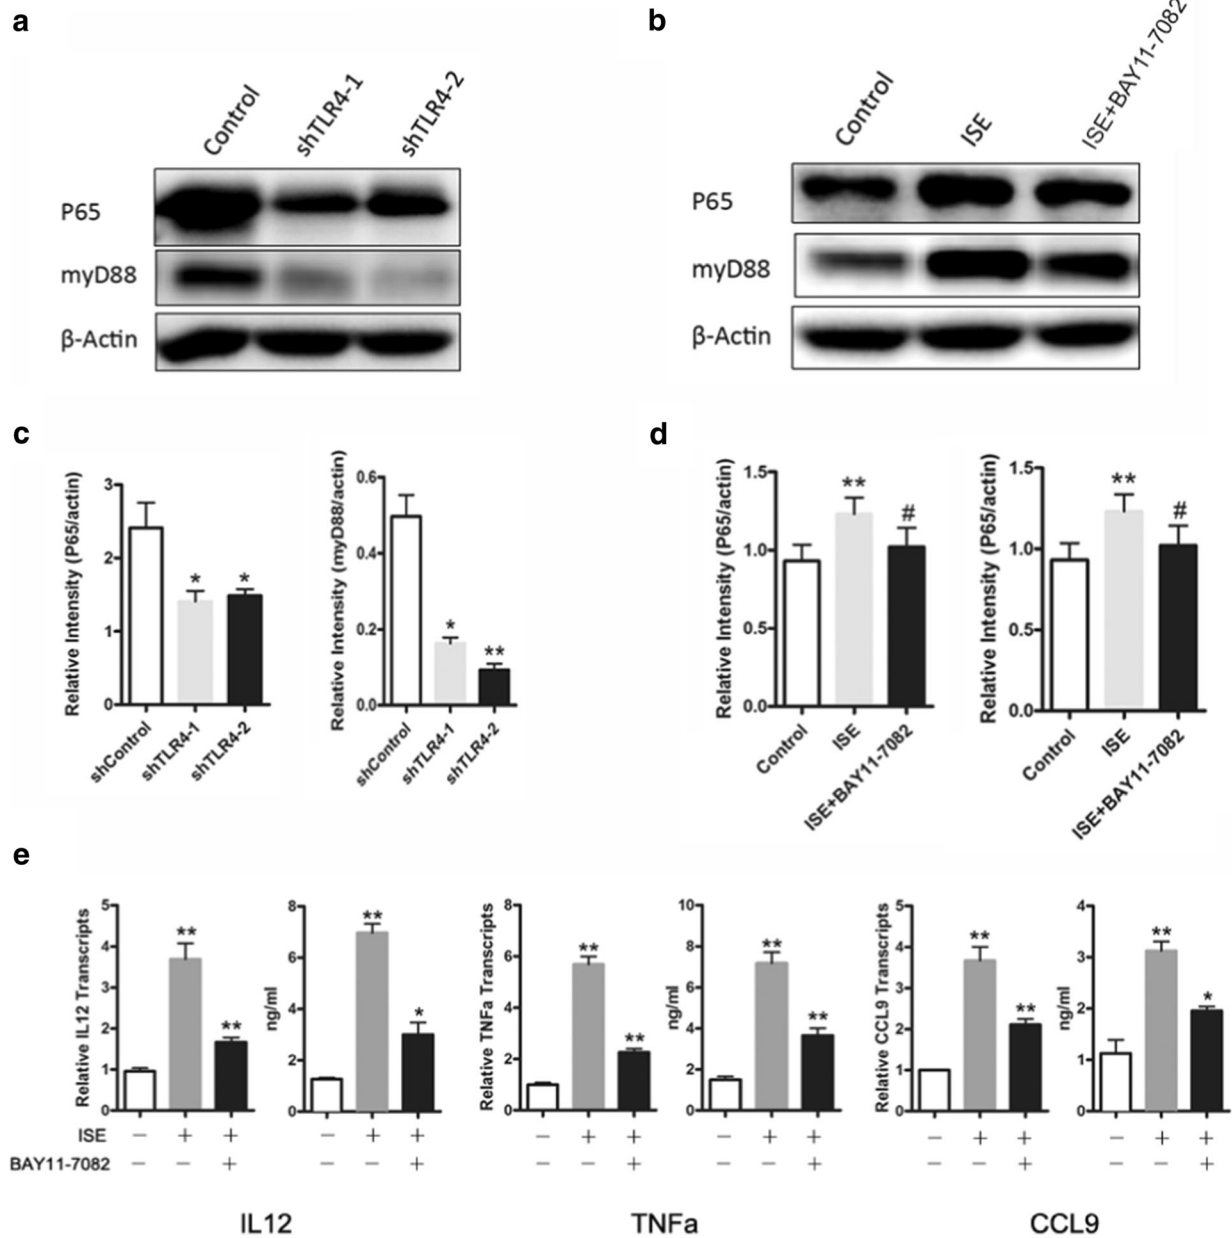 a
Control shTLR4-1 shTLR4-2
P65
myD88
β-Actin
b
Control ISE ISE+BAY11-7082
P65
myD88
β-Actin
c
Relative Intensity (P65/actin)
3
2
1
0
* *
shControl shTLR4-1 shTLR4-2
Relative Intensity (myD88/actin)
0.6
0.4
0.2
0.0
* **
shControl shTLR4-1 shTLR4-2
d
Relative Intensity (P65/actin)
1.5
1.0
0.5
0.0
** #
Control ISE ISE+BAY11-7082
Relative Intensity (P65/actin)
1.5
1.0
0.5
0.0
** #
Control ISE ISE+BAY11-7082
e
Relative IL12 Transcripts
5
4
3
2
1
0
** **
ng/ml
8
6
4
2
0
** *
Relative TNFa Transcripts
8
6
4
2
0
** **
ng/ml
10
8
6
4
2
0
** **
Relative CCL9 Transcripts
5
4
3
2
1
0
** **
ng/ml
4
3
2
1
0
** *
ISE − + + − + + − + + − + + − + + − + +
BAY11-7082 − − + − − + − − + − − + − − + − − +
IL12 TNFa CCL9